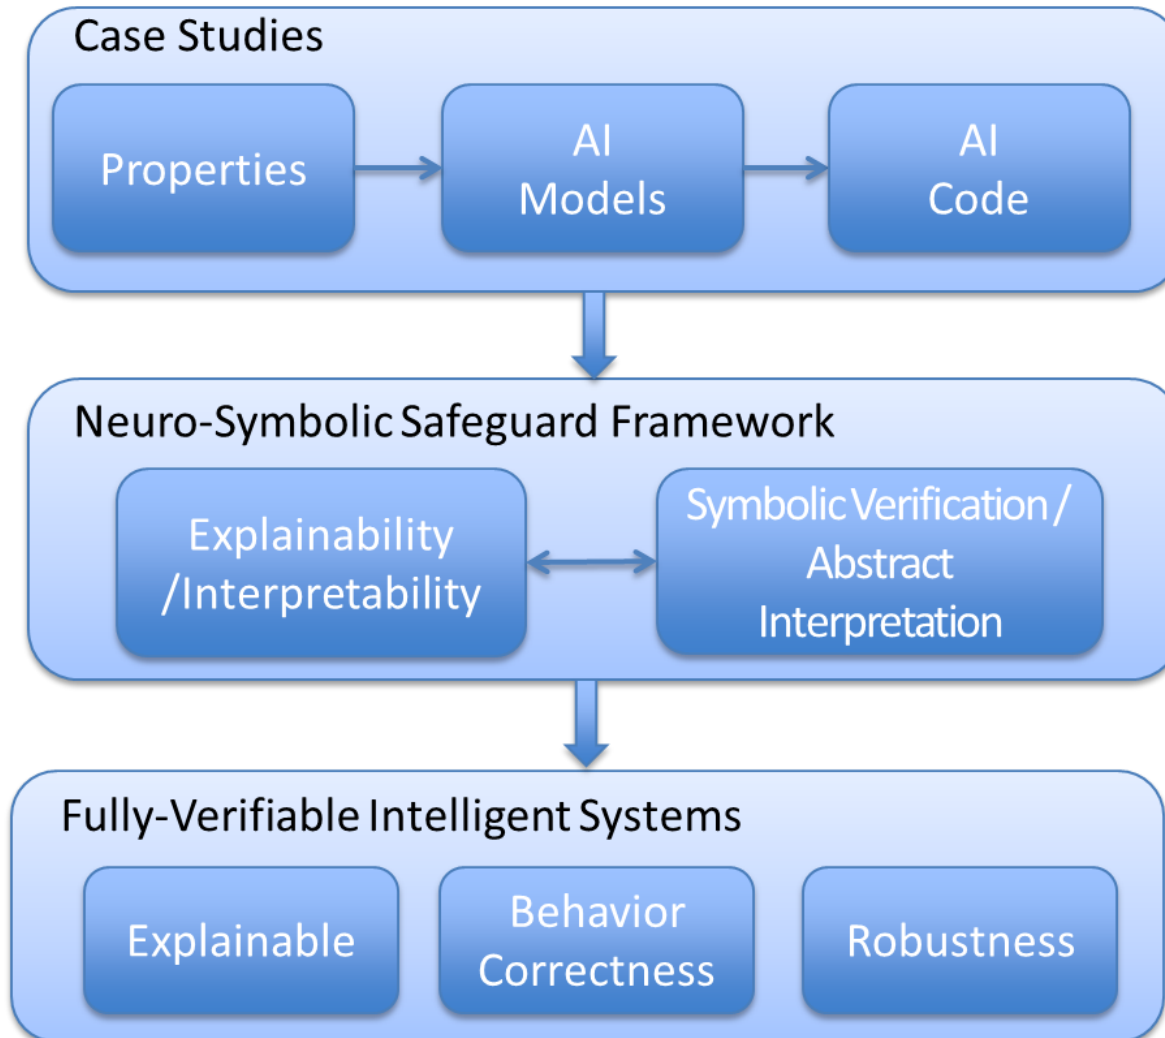 Case Studies
Properties
AI
Models
AI
Code
Neuro-Symbolic Safeguard Framework
Explainability
/Interpretability
Symbolic Verification /
Abstract
Interpretation
Fully-Verifiable Intelligent Systems
Explainable
Behavior
Correctness
Robustness